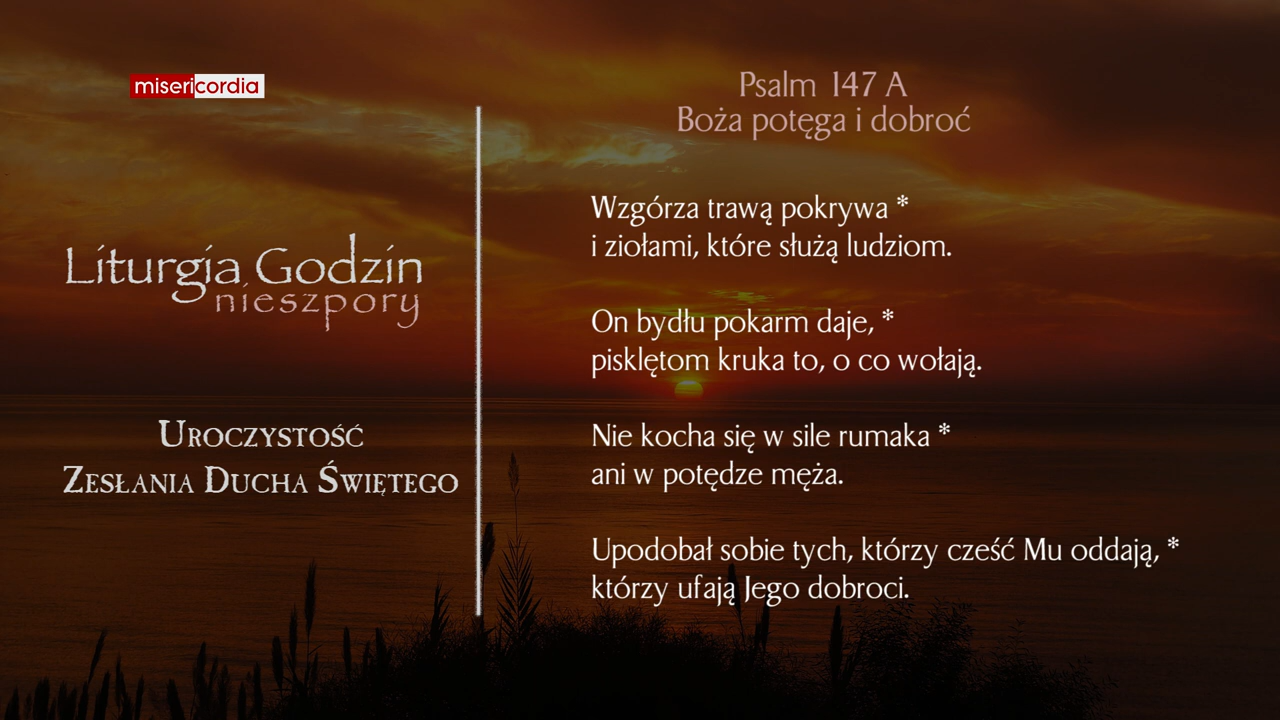 misericordia
Liturgia Godzin
nieszpory
Uroczystość
Zesłania Ducha Świętego
Psalm 147 A
Boża potęga i dobroć
Wzgórza trawą pokrywa *
i ziołami, które służą ludziom.
On bydłu pokarm daje, *
pisklętom kruka to, o co wołają.
Nie kocha się w sile rumaka *
ani w potędze męża.
Upodobał sobie tych, którzy cześć Mu oddają, *
którzy ufają Jego dobroci.